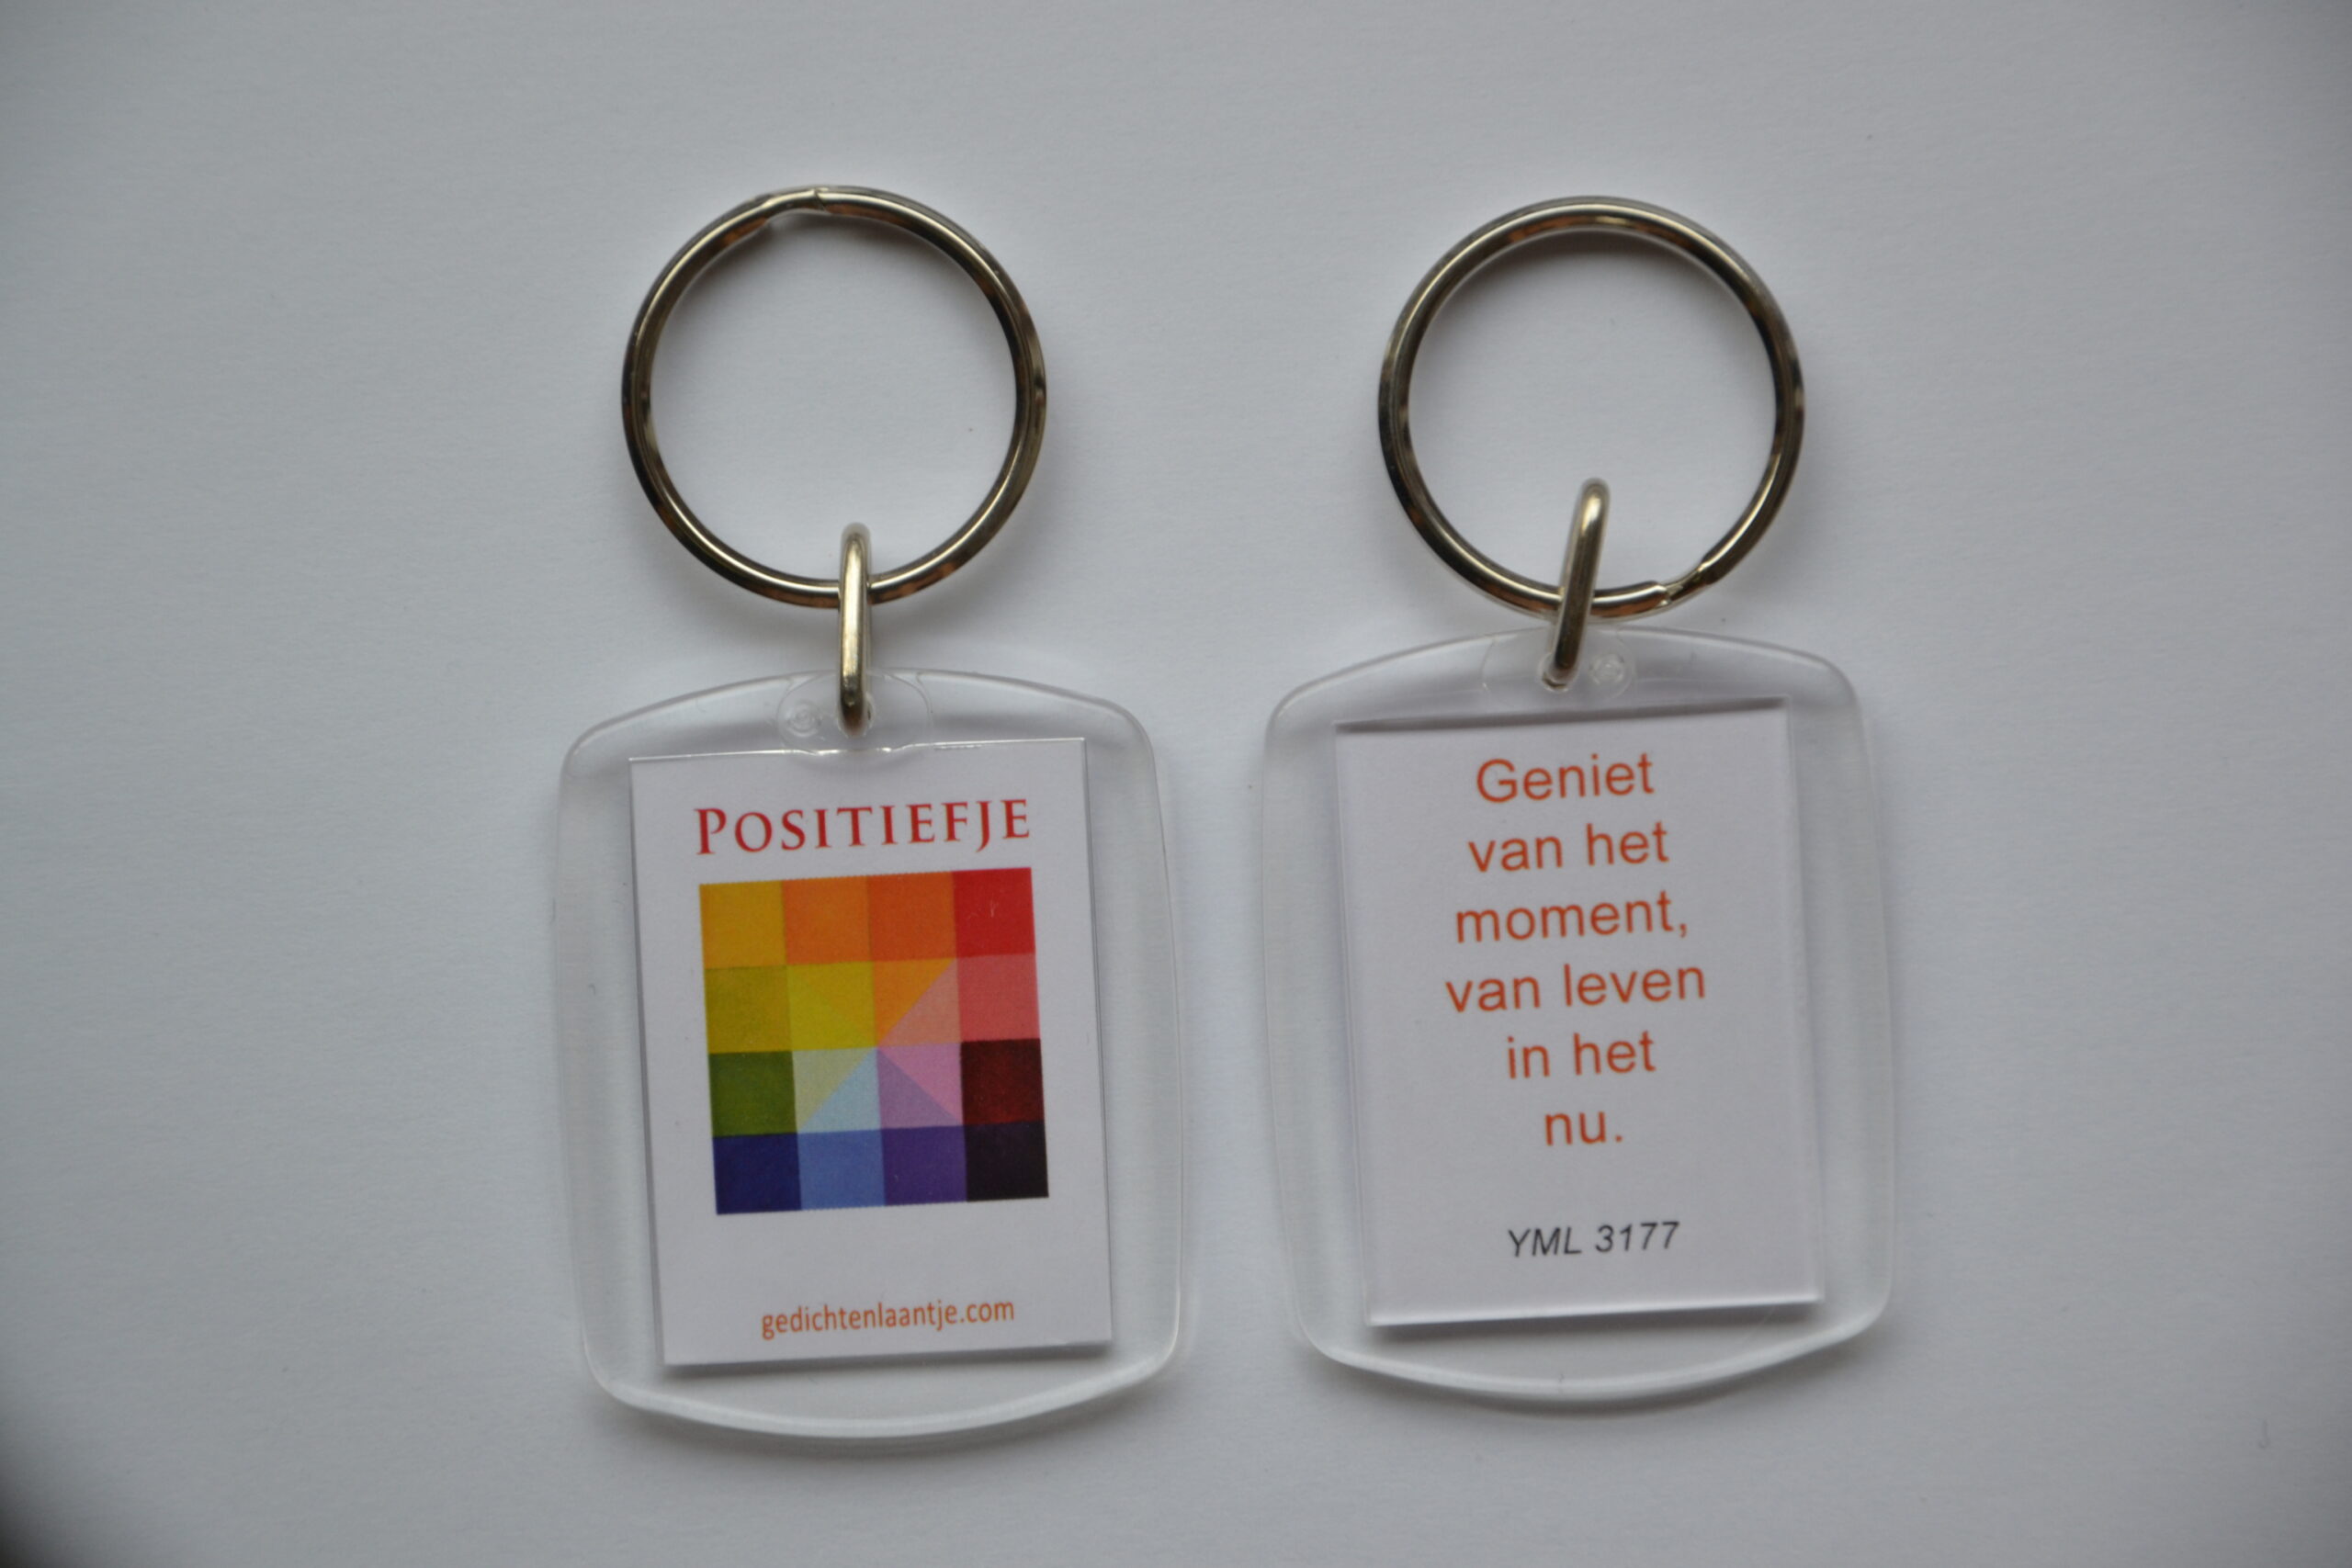 POSITIEFJE
gedichtenlaantje.com
Geniet
van het
moment,
van leven
in het
nu.
YML 3177